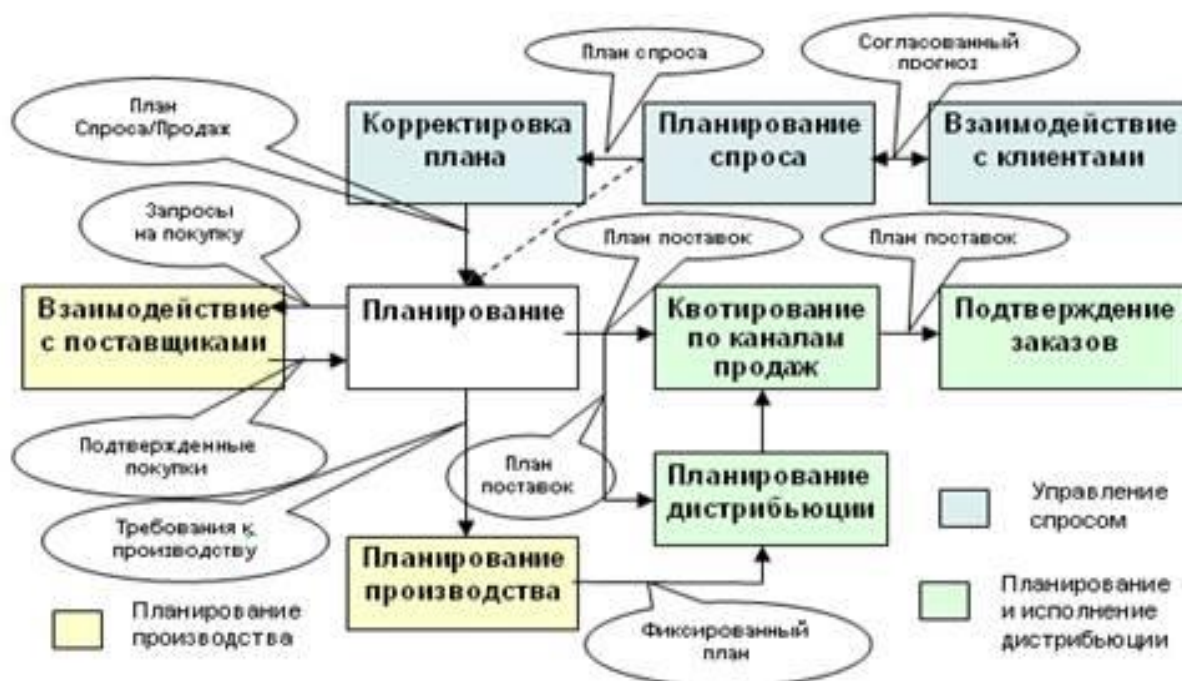 План спроса
Согласованный
прогноз
План
Спроса/Продаж
Корректировка
плана
Планирование
спроса
Взаимодействие
с клиентами
Запросы
на покупку
План поставок
План поставок
Взаимодействие
с поставщиками
Планирование
Квотирование
по каналам
продаж
Подтверждение
заказов
Подтвержденные
покупки
План
поставок
Планирование
дистрибьюции
Управление
спросом
Требования к
производству
Планирование
производства
Планирование
производства
Фиксированный
план
Планирование
и исполнение
дистрибьюции